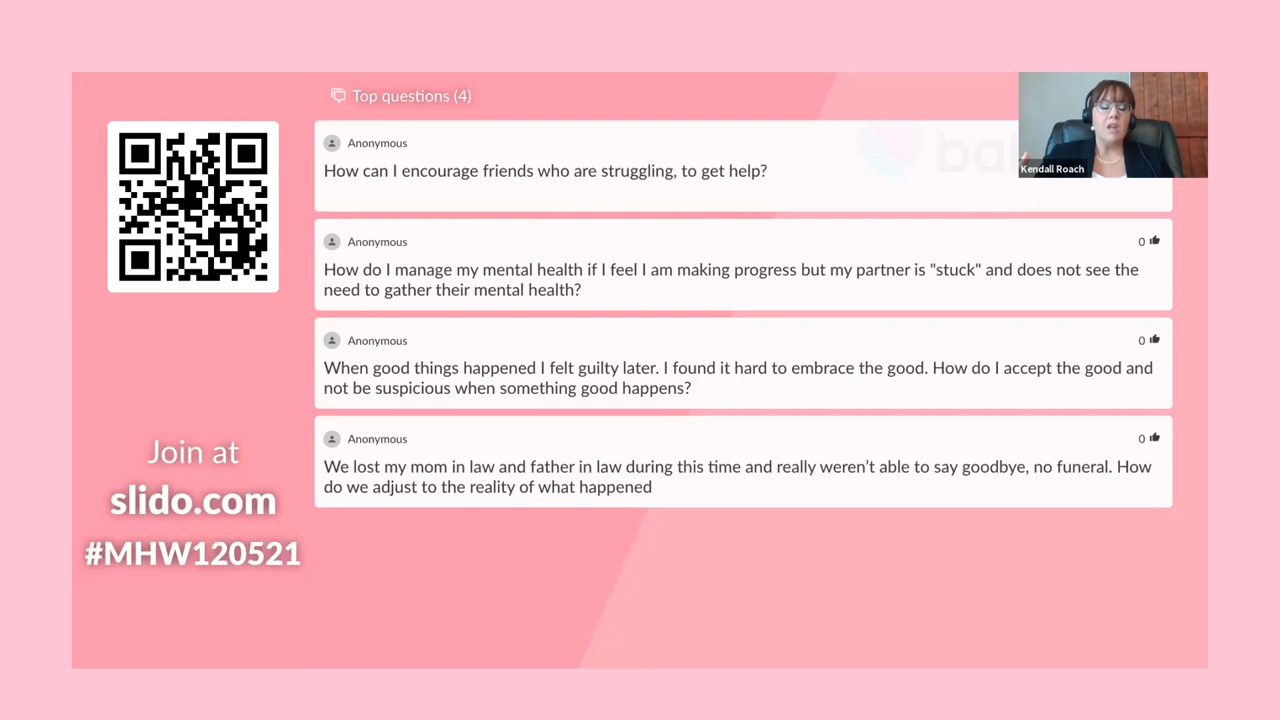 Top questions (4)
Anonymous
How can I encourage friends who are struggling, to get help?
Kendall Roach
Anonymous
0
How do I manage my mental health if I feel I am making progress but my partner is "stuck" and does not see the
need to gather their mental health?
Anonymous
0
When good things happened I felt guilty later. I found it hard to embrace the good. How do I accept the good and
not be suspicious when something good happens?
Anonymous
0
We lost my mom in law and father in law during this time and really weren't able to say goodbye, no funeral. How
do we adjust to the reality of what happened
Join at
slido.com
#MHW120521